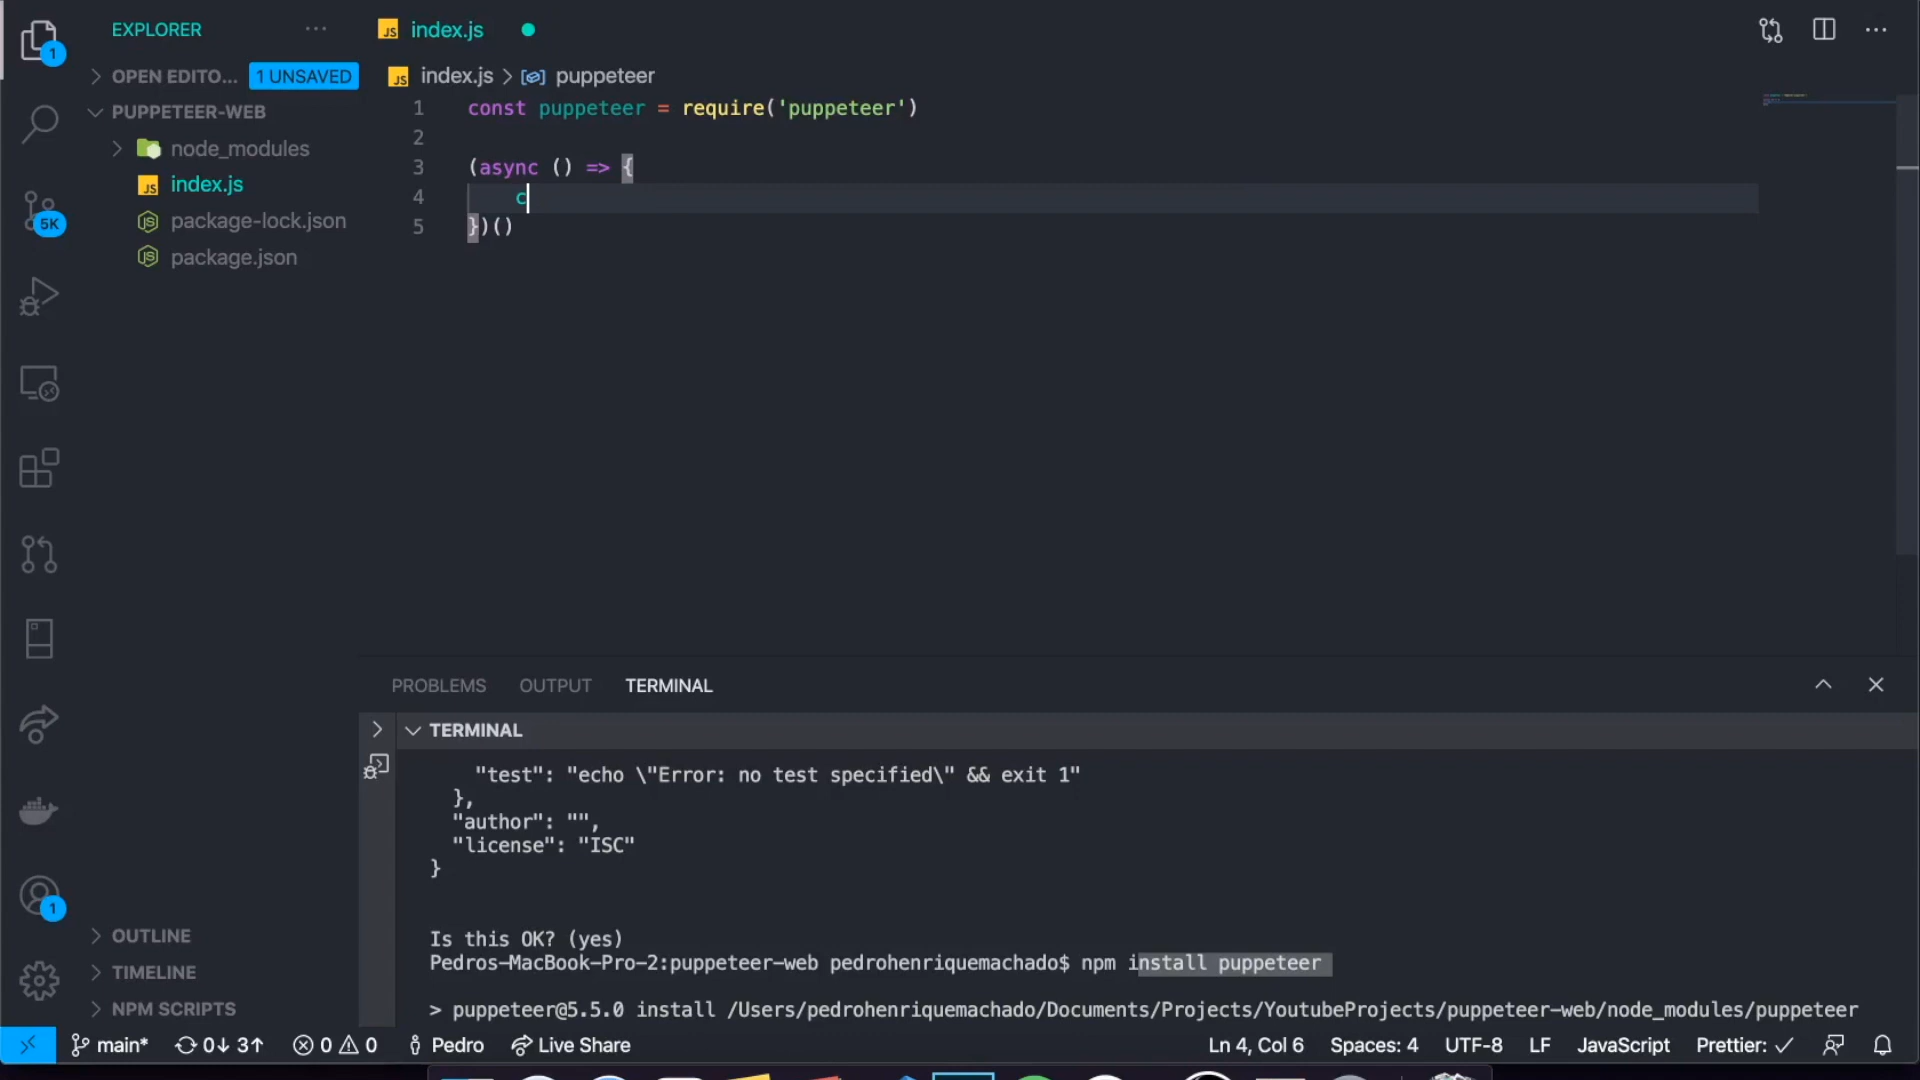 EXPLORER
index.js
OPEN EDITO... 1 UNSAVED
PUPPETEER-WEB
node_modules
index.js
package-lock.json
package.json
OUTLINE
TIMELINE
NPM SCRIPTS
1
5K
1
JS index.js
JS index.js > puppeteer
1 const puppeteer = require('puppeteer')
2
3 (async () => {
4 c
5 })()
PROBLEMS OUTPUT TERMINAL
TERMINAL
"test": "echo \"Error: no test specified\" && exit 1"
},
"author": "",
"license": "ISC"
}
Is this OK? (yes)
Pedros-MacBook-Pro-2:puppeteer-web pedrohenriquemachado$ npm install puppeteer
> puppeteer@5.5.0 install /Users/pedrohenriquemachado/Documents/Projects/YoutubeProjects/puppeteer-web/node_modules/puppeteer
main* 0↓ 3↑ 0 0 Pedro Live Share Ln 4, Col 6 Spaces: 4 UTF-8 LF JavaScript Prettier: ✓